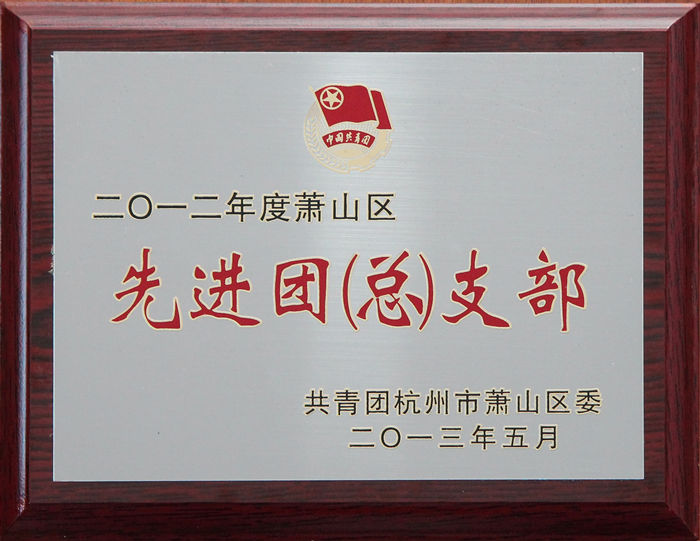 中国共青团
二〇一二年度萧山区
先进团(总)支部
共青团杭州市萧山区委
二〇一三年五月